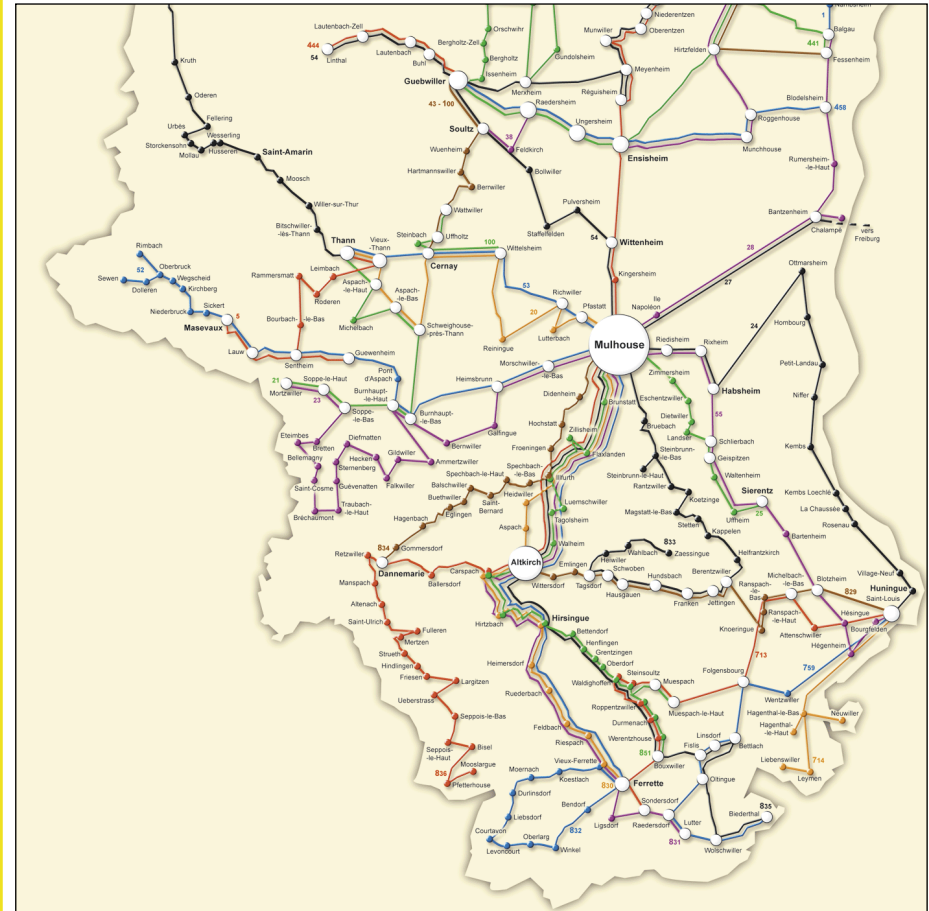 Lautenbach-Zell
444
54
Linthal
Lautenbach
Buhl
Guebwiller
Orschwihr
Bergholtz-Zell
Bergholtz
Issenheim
Gundolsheim
Merxheim
Niederentzen
Oberentzen
Munwiller
Meyenheim
Réguisheim
Hirtzfelden
1
Balgau
441
Fessenheim
Kruth
Oderen
Fellering
Urbès
Wesserling
Storckensohn
Mollau
Husseren
Saint-Amarin
Moosch
Willer-sur-Thur
Bitschwiller
-lès-Thann
43 - 100
Soultz
Raedersheim
Ungersheim
38
Feldkirch
Ensisheim
Blodelsheim
458
Roggenhouse
Munchhouse
Rumersheim-
le-Haut
Wuenheim
Hartmannswiller
Berrwiller
Bollwiller
Wattwiller
Pulversheim
Staffelfelden
54
Wittenheim
Bantzenheim
Chalampé
vers
Freiburg
28
27
Steinbach
Uffholtz
100
Wittelsheim
Cernay
Thann
Vieux-
-Thann
Kingersheim
Ottmarsheim
Rimbach
52
Oberbruck
Wegscheid
Sewen
Dolleren
Kirchberg
Niederbruck
Sickert
Masevaux
5
Rammersmatt
Leimbach
Roderen
Aspach-
-le-Haut
Aspach-
-le-Bas
Michelbach
Bourbach-
-le-Bas
Schweighouse-
-près-Thann
53
20
Richwiller
Pfastatt
Lutterbach
Reiningue
Ile
Napoléon
Mulhouse
24
Hombourg
Lauw
Sentheim
Guewenheim
Pont
d'Aspach
Morschwiller-
le-Bas
Heimsbrunn
Riedisheim
Rixheim
Habsheim
Petit-Landau
Niffer
21
Mortzwiller
23
Soppe-le-Haut
Soppe-
-le-Bas
Burnhaupt-
le-Haut
Burnhaupt-
le-Bas
Galfingue
Bernwiller
Didenheim
Brunstatt
Zimmersheim
Eschentzwiller
Dietwiller
Landser
55
Hochstatt
Zillisheim
Froeningen
Flaxlanden
Bruebach
Steinbrunn-
-le-Bas
Steinbrunn-
-le-Haut
Schlierbach
Geispitzen
Kembs
Eteimbes
Bretten
Bellemagny
Diefmatten
Hecken
Gildwiller
Sternenberg
Ammertzwiller
Falkwiller
Saint-Cosme
Guévenatten
Traubach-
le-Haut
Bréchaumont
Spechbach-
-le-Bas
Spechbach-le-Haut
Illfurth
Balschwiller
Buethwiller
Eglingen
Saint-
Bernard
Heidwiller
Hagenbach
Luemschwiller
Tagolsheim
Aspach
Walheim
Rantzwiller
Koetzingue
Magstatt-le-Bas
Stetten
Kappelen
Waltenheim
Sierentz
Uffheim
25
Kembs Loechlé
La Chaussée
Rosenau
Bartenheim
834
Gommersdorf
Retzwiller
Dannemarie
Ballersdorf
Carspach
Altkirch
Manspach
Altenach
Saint-Ulrich
Fulleren
Mertzen
Strueth
Hindlingen
Friesen
Largitzen
Ueberstrass
Seppois-le-Bas
Seppois-
le-Haut
Bisel
Mooslargue
836
Pfetterhouse
Emlingen
Wittersdorf
Tagsdorf
Heiwiller
Wahlbach
833
Zaessingue
Schwoben
Hausgauen
Hundsbach
Franken
Jettingen
Berentzwiller
Helfrantzkirch
Hirtzbach
Hirsingue
Bettendorf
Henflingen
Grentzingen
Oberdorf
Waldighoffen
Steinsoultz
Muespach
Muespach-le-Haut
Roppentzwiller
Durmenach
Werentzhouse
851
Bouxwiller
Heimersdorf
Ruederbach
Feldbach
Riespach
Vieux-Ferrette
Koestlach
830
Ferrette
Ranspach-
le-Bas
Ranspach-
le-Haut
Michelbach-
le-Haut
Knoeringue
Attenschwiller
Blotzheim
829
Hésingue
Bourgfelden
Hégenheim
Village-Neuf
Huningue
Saint-Louis
713
759
Folgensbourg
Wentzwiller
Hagenthal-le-Bas
Hagenthal-
-le-Haut
Neuwiller
Liebenswiller
714
Leymen
Linsdorf
Fislis
Bettlach
Oltingue
Moernach
Durlinsdorf
Liebsdorf
Courtavon
Levoncourt
Oberlarg
Winkel
Bendorf
832
Ligsdorf
Sondersdorf
Raedersdorf
Lutter
831
Wolschwiller
Biederthal
835